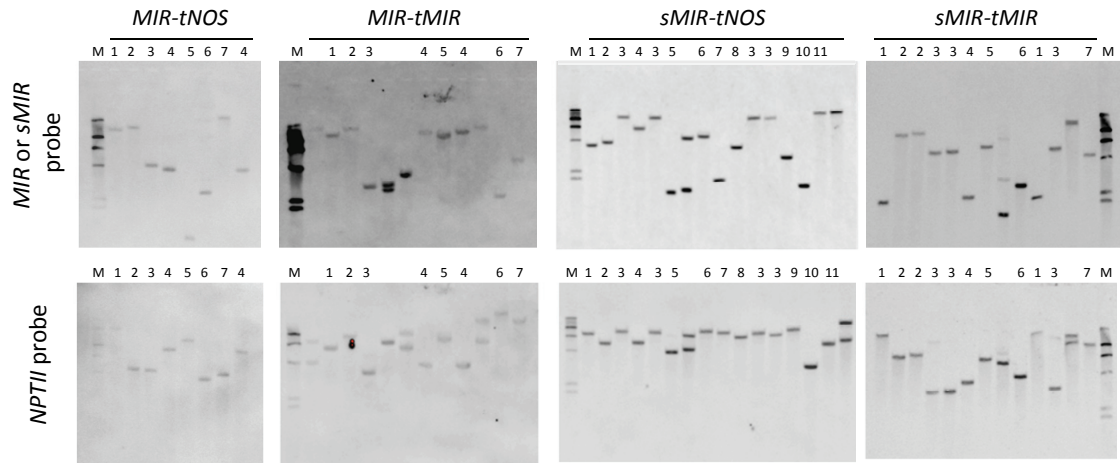 MIR-tNOS MIR-tMIR sMIR-tNOS sMIR-tMIR
M 1 2 3 4 5 6 7 4 M 1 2 3 4 5 4 6 7 M 1 2 3 4 3 5 6 7 8 3 3 9 10 11 1 2 2 3 3 4 5 6 1 3 7 M
MIR or sMIR
probe
M 1 2 3 4 5 6 7 4 M 1 2 3 4 5 4 6 7 M 1 2 3 4 3 5 6 7 8 3 3 9 10 11 1 2 2 3 3 4 5 6 1 3 7 M
NPTII probe